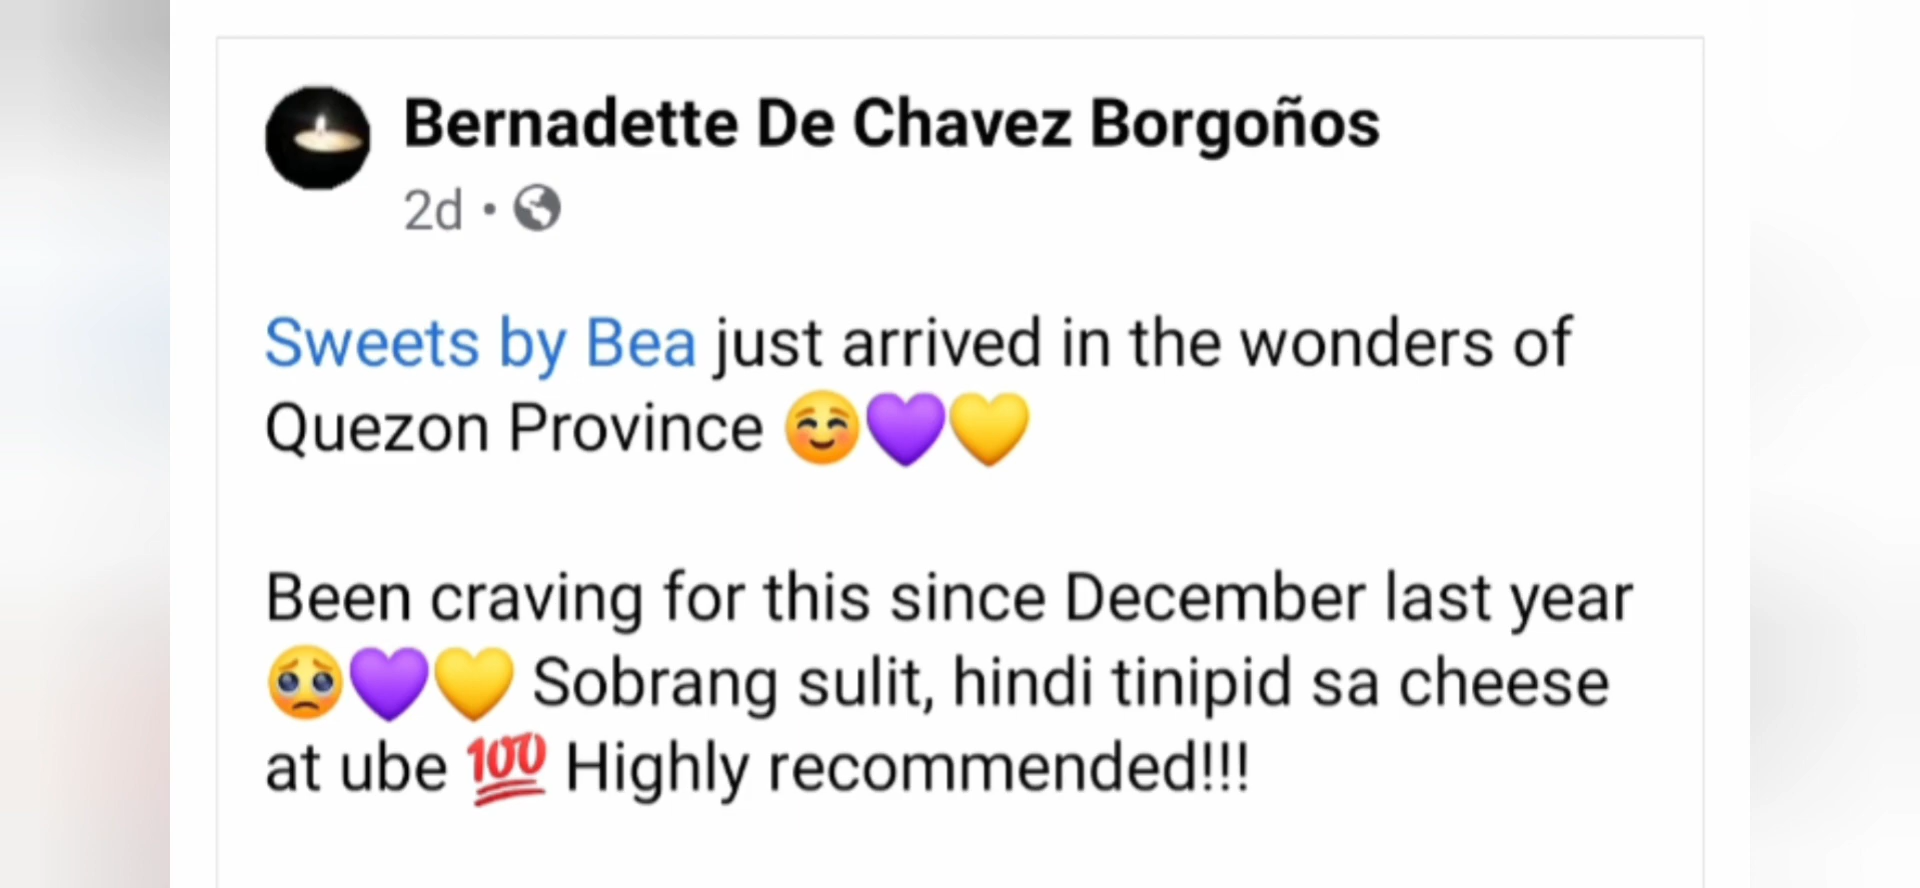 Bernadette De Chavez Borgoños
2d •
Sweets by Bea just arrived in the wonders of
Quezon Province ☺️💜💛
Been craving for this since December last year
🥺💜💛 Sobrang sulit, hindi tinipid sa cheese
at ube 💯 Highly recommended!!!